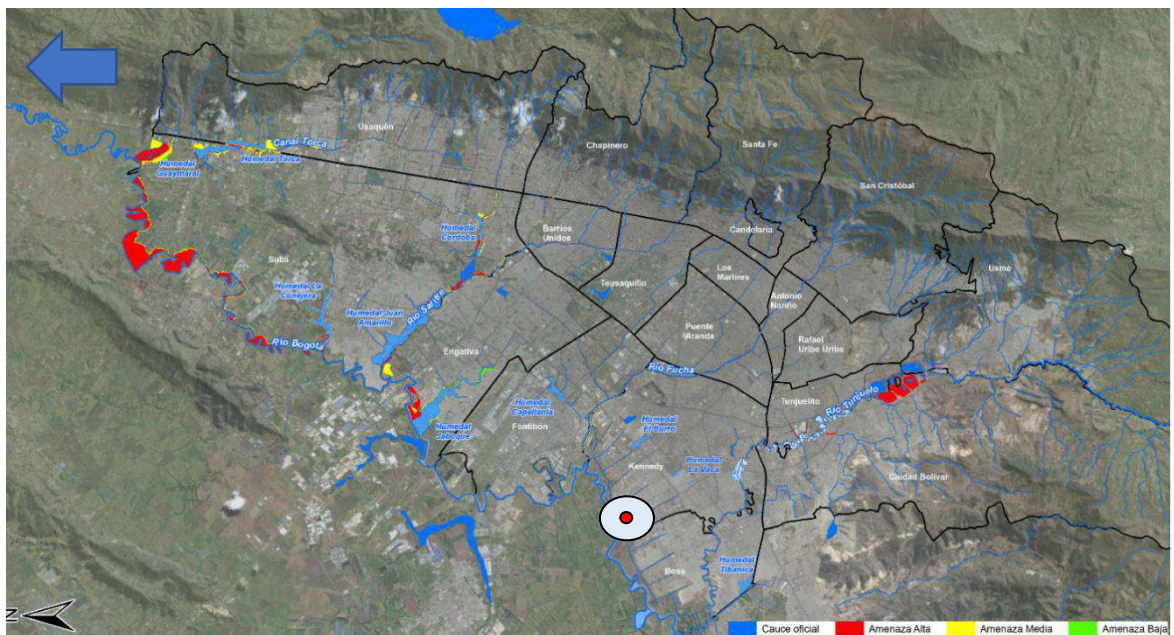 Usaquén
Canal Torca
Humedal Torca
Humedal
Guaymaral
Chapinero
Santa Fe
San Cristóbal
Humedal
Cordoba
Barrios
Unidos
Candelaria
Suba
Usme
Humedal La
Conejera
Los
Mártires
Teusaquillo
Antonio
Nariño
Humedal Juan
Amarillo
Río Salitre
Puente
Aranda
Rafael
Uribe Uribe
Río Bogotá
Engativa
Río Fucha
Tunjuelito
Río Tunjuelo
Humedal
Capellanía
Fontibón
Humedal
Jaboque
Humedal
El Burro
Kennedy
Humedal
La Vaca
Ciudad Bolívar
Bosa
Humedal
Tibanica
N
Cauce oficial
Amenaza Alta
Amenaza Media
Amenaza Baja